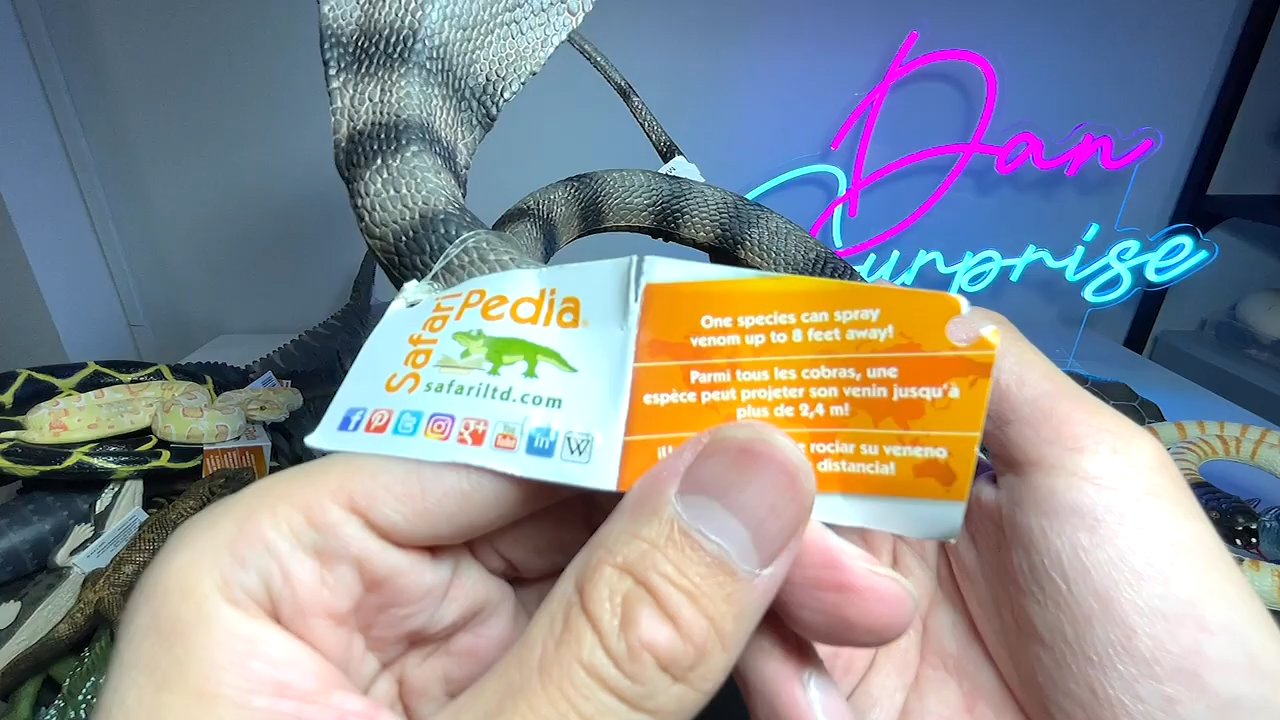 Dan
Surprise
Safari
Pedia
safariltd.com
One species can spray
venom up to 8 feet away!
Parmi tous les cobras, une
espèce peut projeter son venin jusqu'à
plus de 2,4 m!
rociar su veneno
distancia!